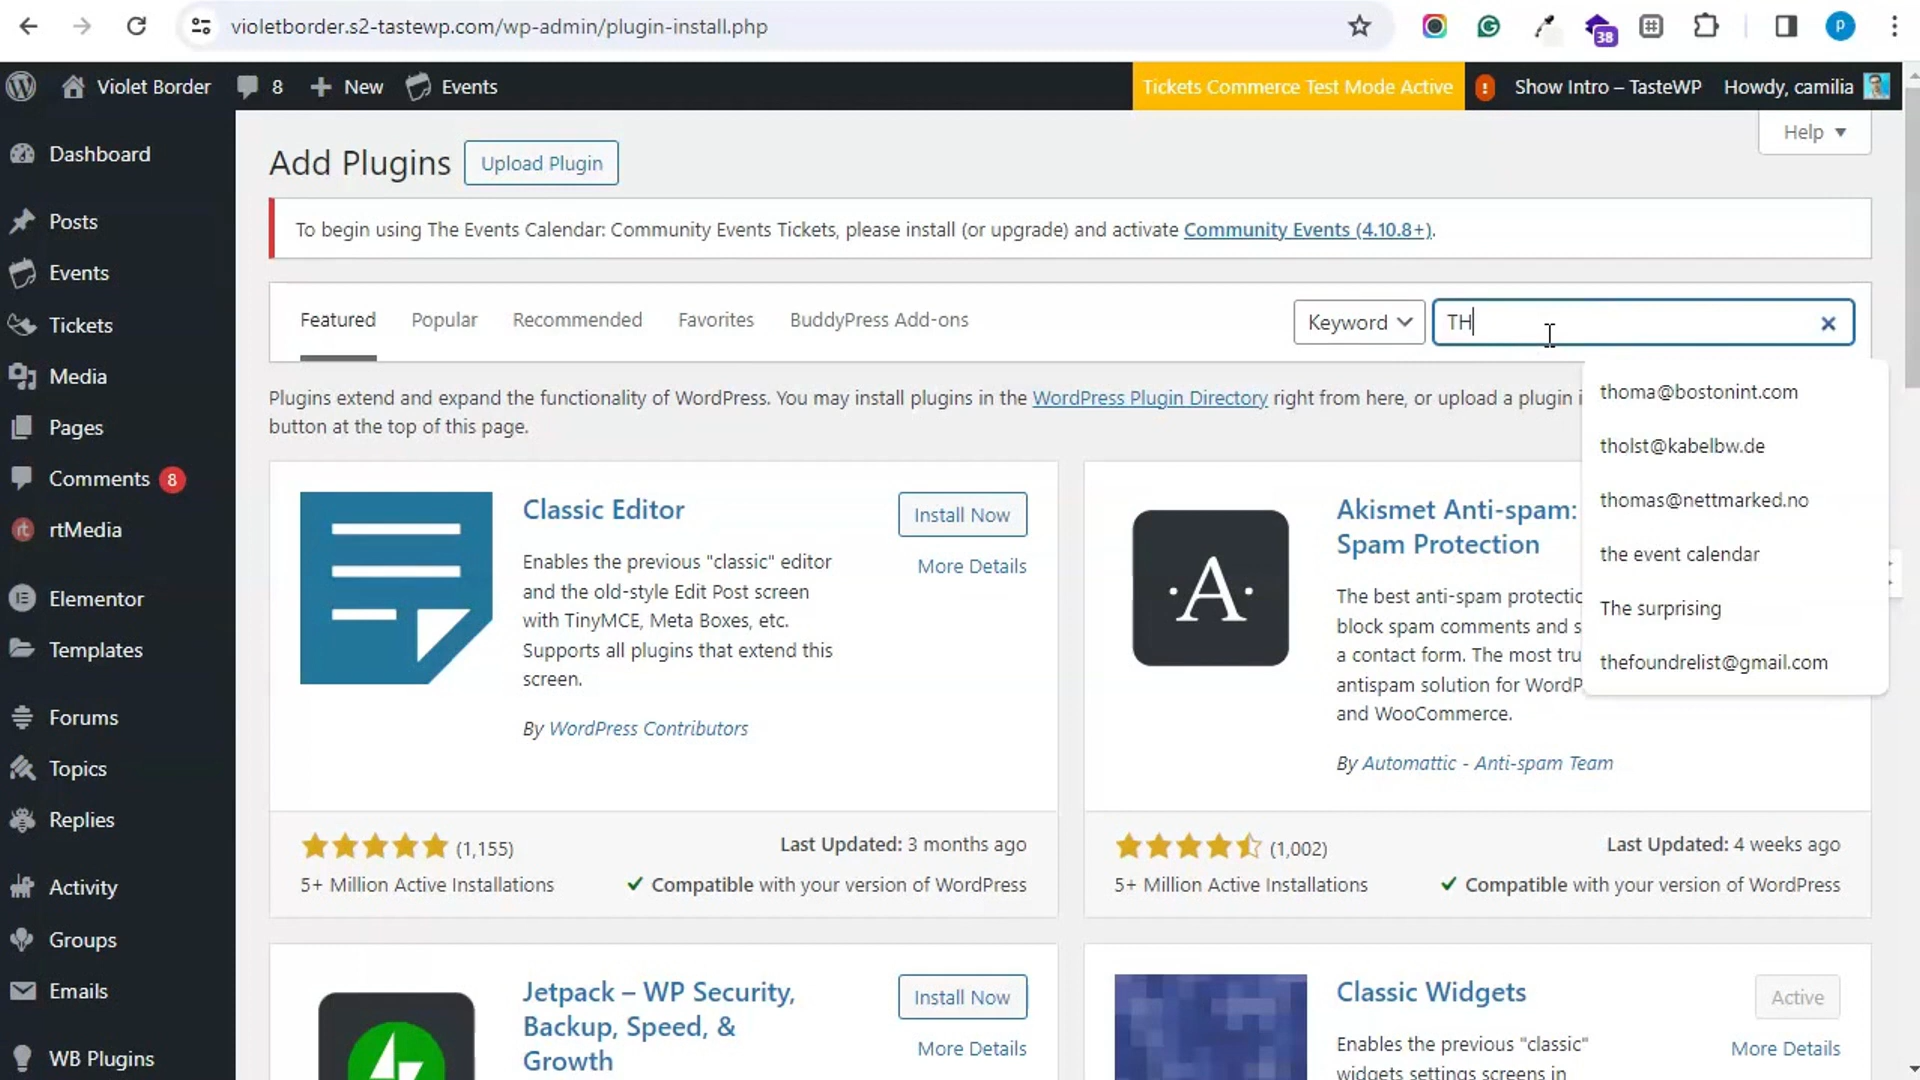 violetborder.s2-tastewp.com/wp-admin/plugin-install.php
38
P
Violet Border
8
New
Events
Tickets Commerce Test Mode Active
Show Intro – TasteWP
Howdy, camilia
Dashboard
Posts
Events
Tickets
Media
Pages
Comments 8
rtMedia
Elementor
Templates
Forums
Topics
Replies
Activity
Groups
Emails
WB Plugins
Help
Add Plugins
Upload Plugin
To begin using The Events Calendar: Community Events Tickets, please install (or upgrade) and activate Community Events (4.10.8+).
Featured
Popular
Recommended
Favorites
BuddyPress Add-ons
Keyword
TH
thoma@bostonint.com
tholst@kabelbw.de
thomas@nettmarked.no
the event calendar
The surprising
thefoundrelist@gmail.com
Plugins extend and expand the functionality of WordPress. You may install plugins in the WordPress Plugin Directory right from here, or upload a plugin i
button at the top of this page.
Classic Editor
Install Now
More Details
Enables the previous "classic" editor
and the old-style Edit Post screen
with TinyMCE, Meta Boxes, etc.
Supports all plugins that extend this
screen.
By WordPress Contributors
(1,155)
Last Updated: 3 months ago
5+ Million Active Installations
Compatible with your version of WordPress
·A·
Akismet Anti-spam:
Spam Protection
The best anti-spam protectio
block spam comments and s
a contact form. The most tru
antispam solution for WordP
and WooCommerce.
By Automattic - Anti-spam Team
(1,002)
Last Updated: 4 weeks ago
5+ Million Active Installations
Compatible with your version of WordPress
Jetpack – WP Security,
Backup, Speed, &
Growth
Install Now
More Details
Classic Widgets
Active
More Details
Enables the previous "classic"
widgets settings screens in